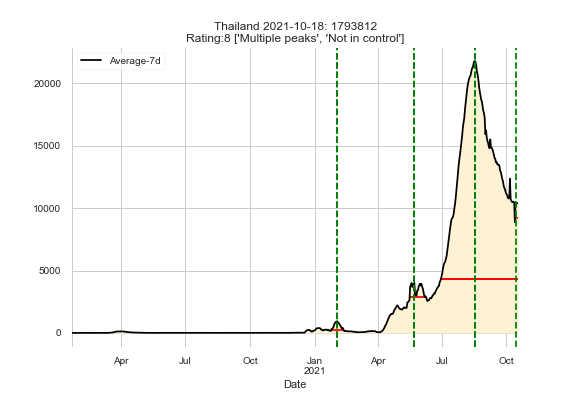 Thailand 2021-10-18: 1793812
Rating:8 ['Multiple peaks', 'Not in control']
Average-7d
20000
15000
10000
5000
0
Apr Jul Oct Jan Apr Jul Oct
2021
Date